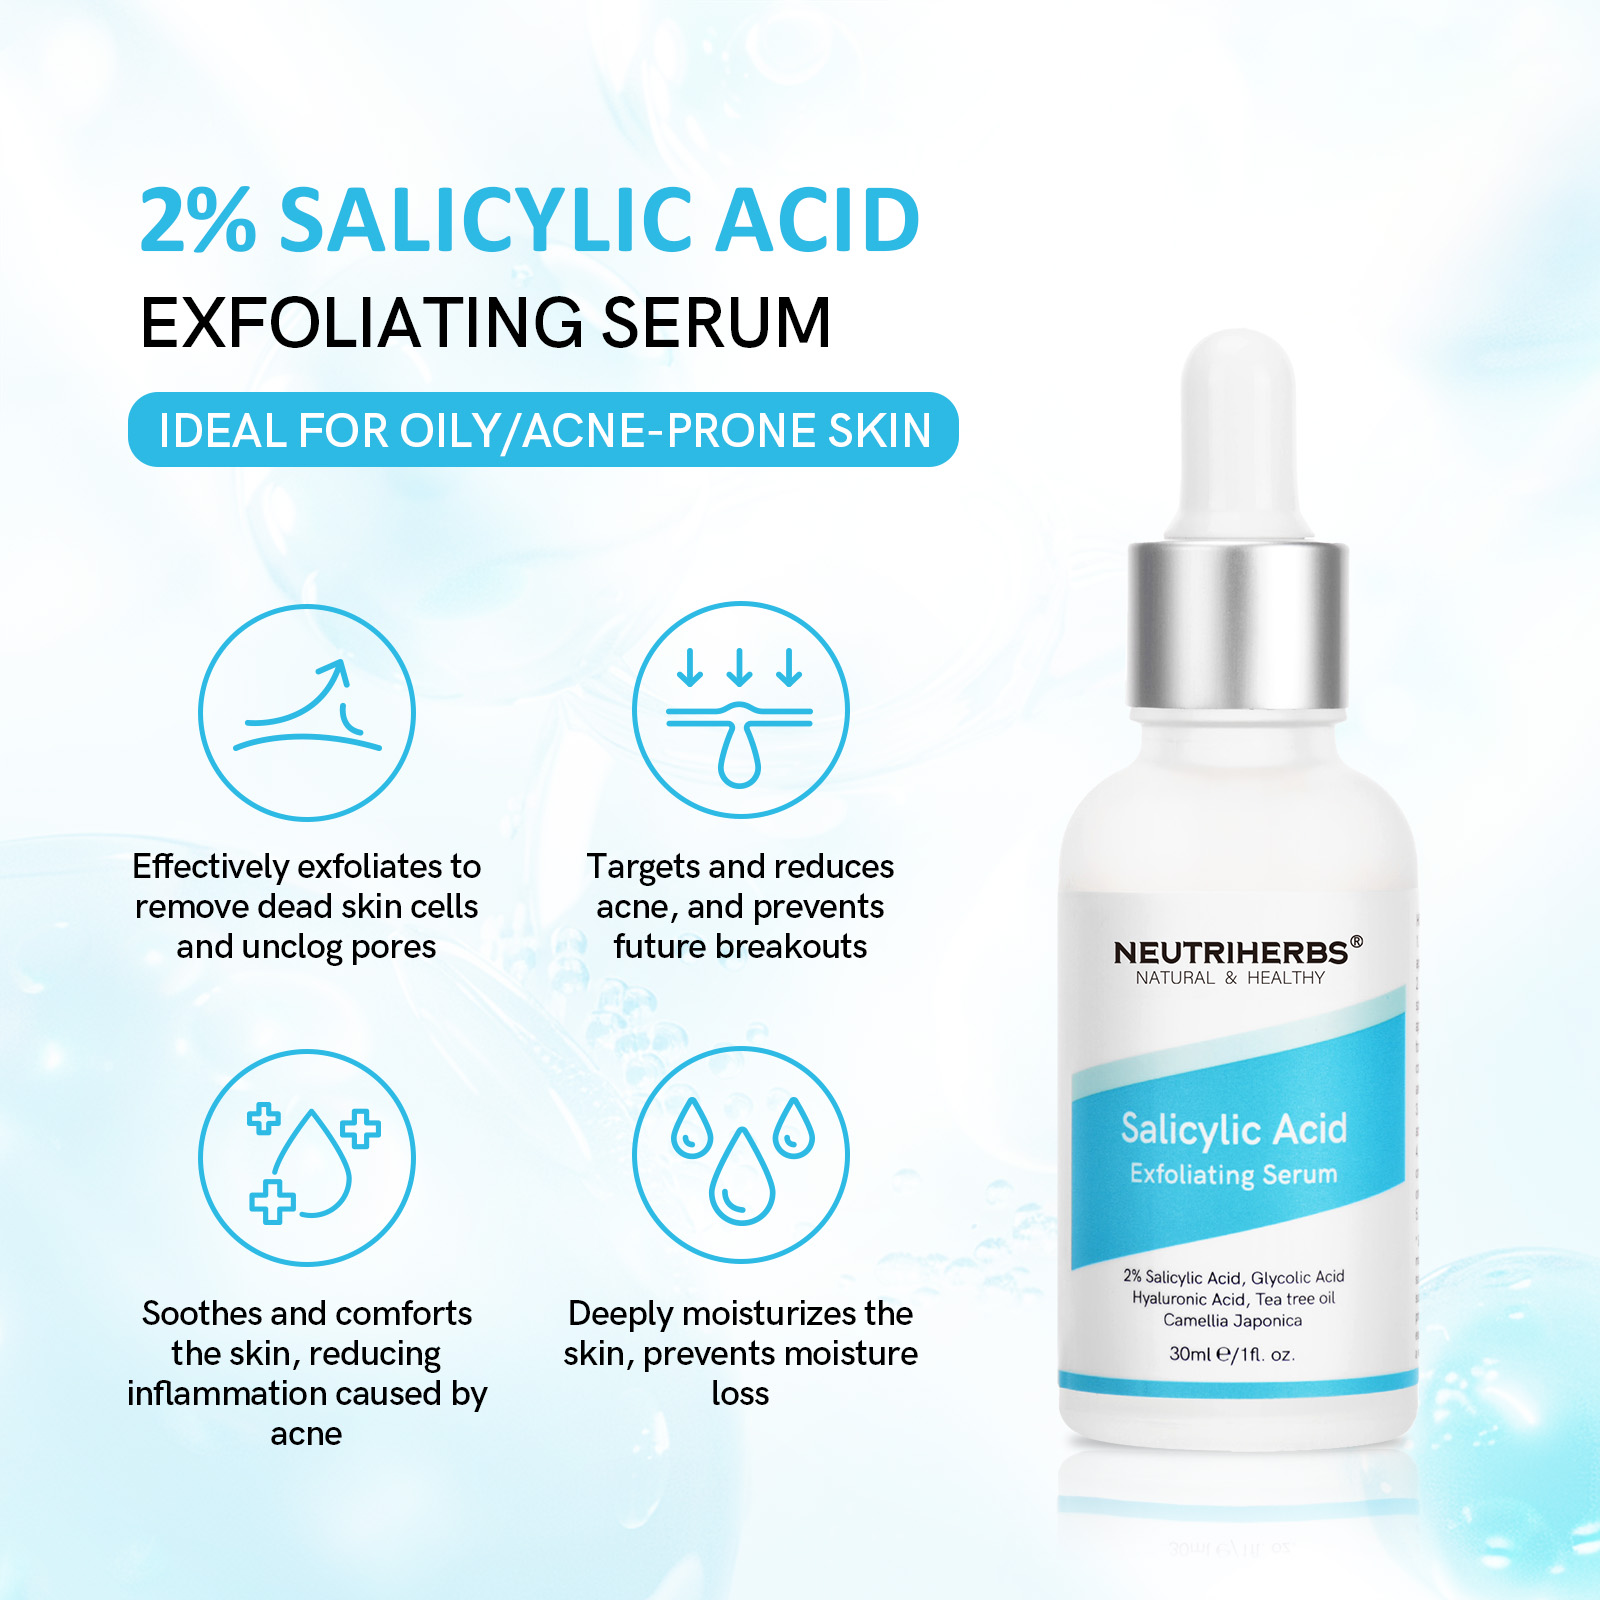 2% SALICYLIC ACID
EXFOLIATING SERUM
IDEAL FOR OILY/ACNE-PRONE SKIN
Effectively exfoliates to
remove dead skin cells
and unclog pores
Targets and reduces
acne, and prevents
future breakouts
Soothes and comforts
the skin, reducing
inflammation caused by
acne
Deeply moisturizes the
skin, prevents moisture
loss
NEUTRIHERBS®
NATURAL & HEALTHY
Salicylic Acid
Exfoliating Serum
2% Salicylic Acid, Glycolic Acid
Hyaluronic Acid, Tea tree oil
Camellia Japonica
30ml ℮/1fl. oz.